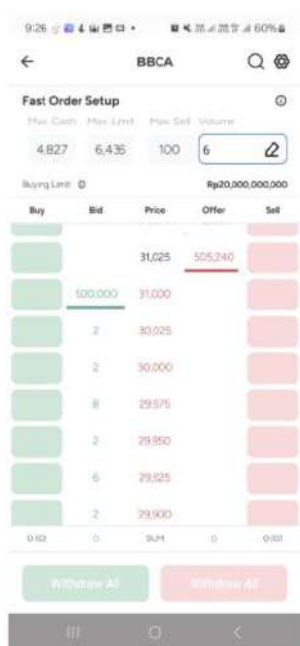 9:26 60%
BBCA
Fast Order Setup
Max Cash Max Limit Max Sell Volume
4,827 6,436 100 6
Buying Limit Rp20,000,000,000
Buy Bid Price Offer Sell
31,025 505,240
500,000 31,000
2 30,025
2 30,000
8 29,975
2 29,950
6 29,925
2 29,900
0 SUM 0
Withdraw All Withdraw All